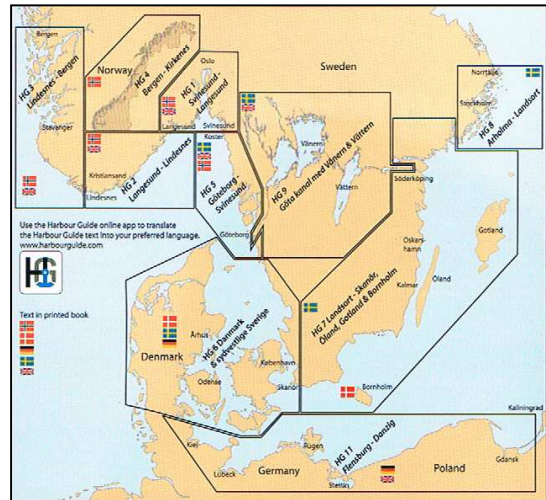 Bergen
HG 3
Lindesnes - Bergen
Norway
HG 4
Bergen - Kirkenes
Oslo
HG 1
Svinesund -
Langesund
Sweden
Norrtälje
Stockholm
HG 8
Arholma - Landsort
Stavanger
Langesund
Svinesund
Koster
Vänern
Vättern
HG 9
Göta kanal med Vänern & Vättern
Söderköping
Kristiansand
Lindesnes
HG 2
Langesund - Lindesnes
HG 5
Göteborg -
Svinesund
Göteborg
Oskars-
hamn
Gotland
Öland
Kalmar
Use the Harbour Guide online app to translate
the Harbour Guide text into your preferred language.
www.harbourguide.com
HG
Text in printed book
HG 7 Landsort - Skanör,
Öland, Gotland & Bornholm
Denmark
Århus
HG 6 Danmark
& sydvestlige Sverige
København
Odense
Skanör
Bornholm
Kaliningrad
Kiel
Rügen
HG 11
Flensburg - Danzig
Gdansk
Lübeck
Germany
Stettin
Poland